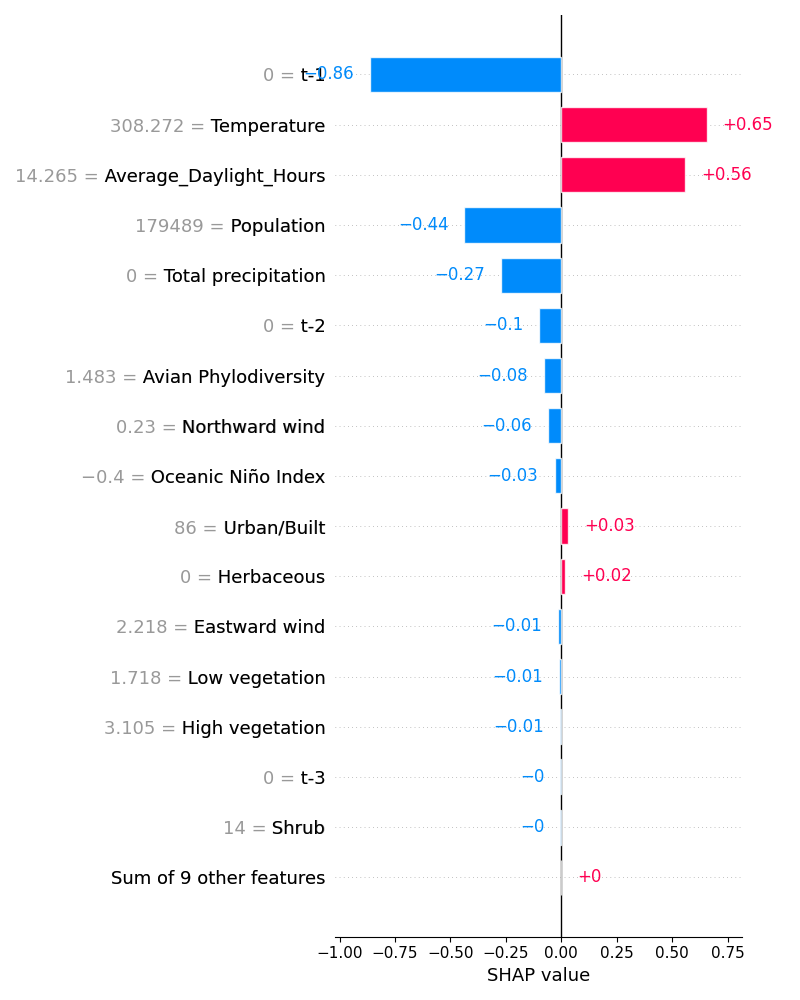 0 = t-1 −0.86
308.272 = Temperature +0.65
14.265 = Average_Daylight_Hours +0.56
179489 = Population −0.44
0 = Total precipitation −0.27
0 = t-2 −0.1
1.483 = Avian Phylodiversity −0.08
0.23 = Northward wind −0.06
−0.4 = Oceanic Niño Index −0.03
86 = Urban/Built +0.03
0 = Herbaceous +0.02
2.218 = Eastward wind −0.01
1.718 = Low vegetation −0.01
3.105 = High vegetation −0.01
0 = t-3 −0
14 = Shrub −0
Sum of 9 other features +0
−1.00 −0.75 −0.50 −0.25 0.00 0.25 0.50 0.75
SHAP value